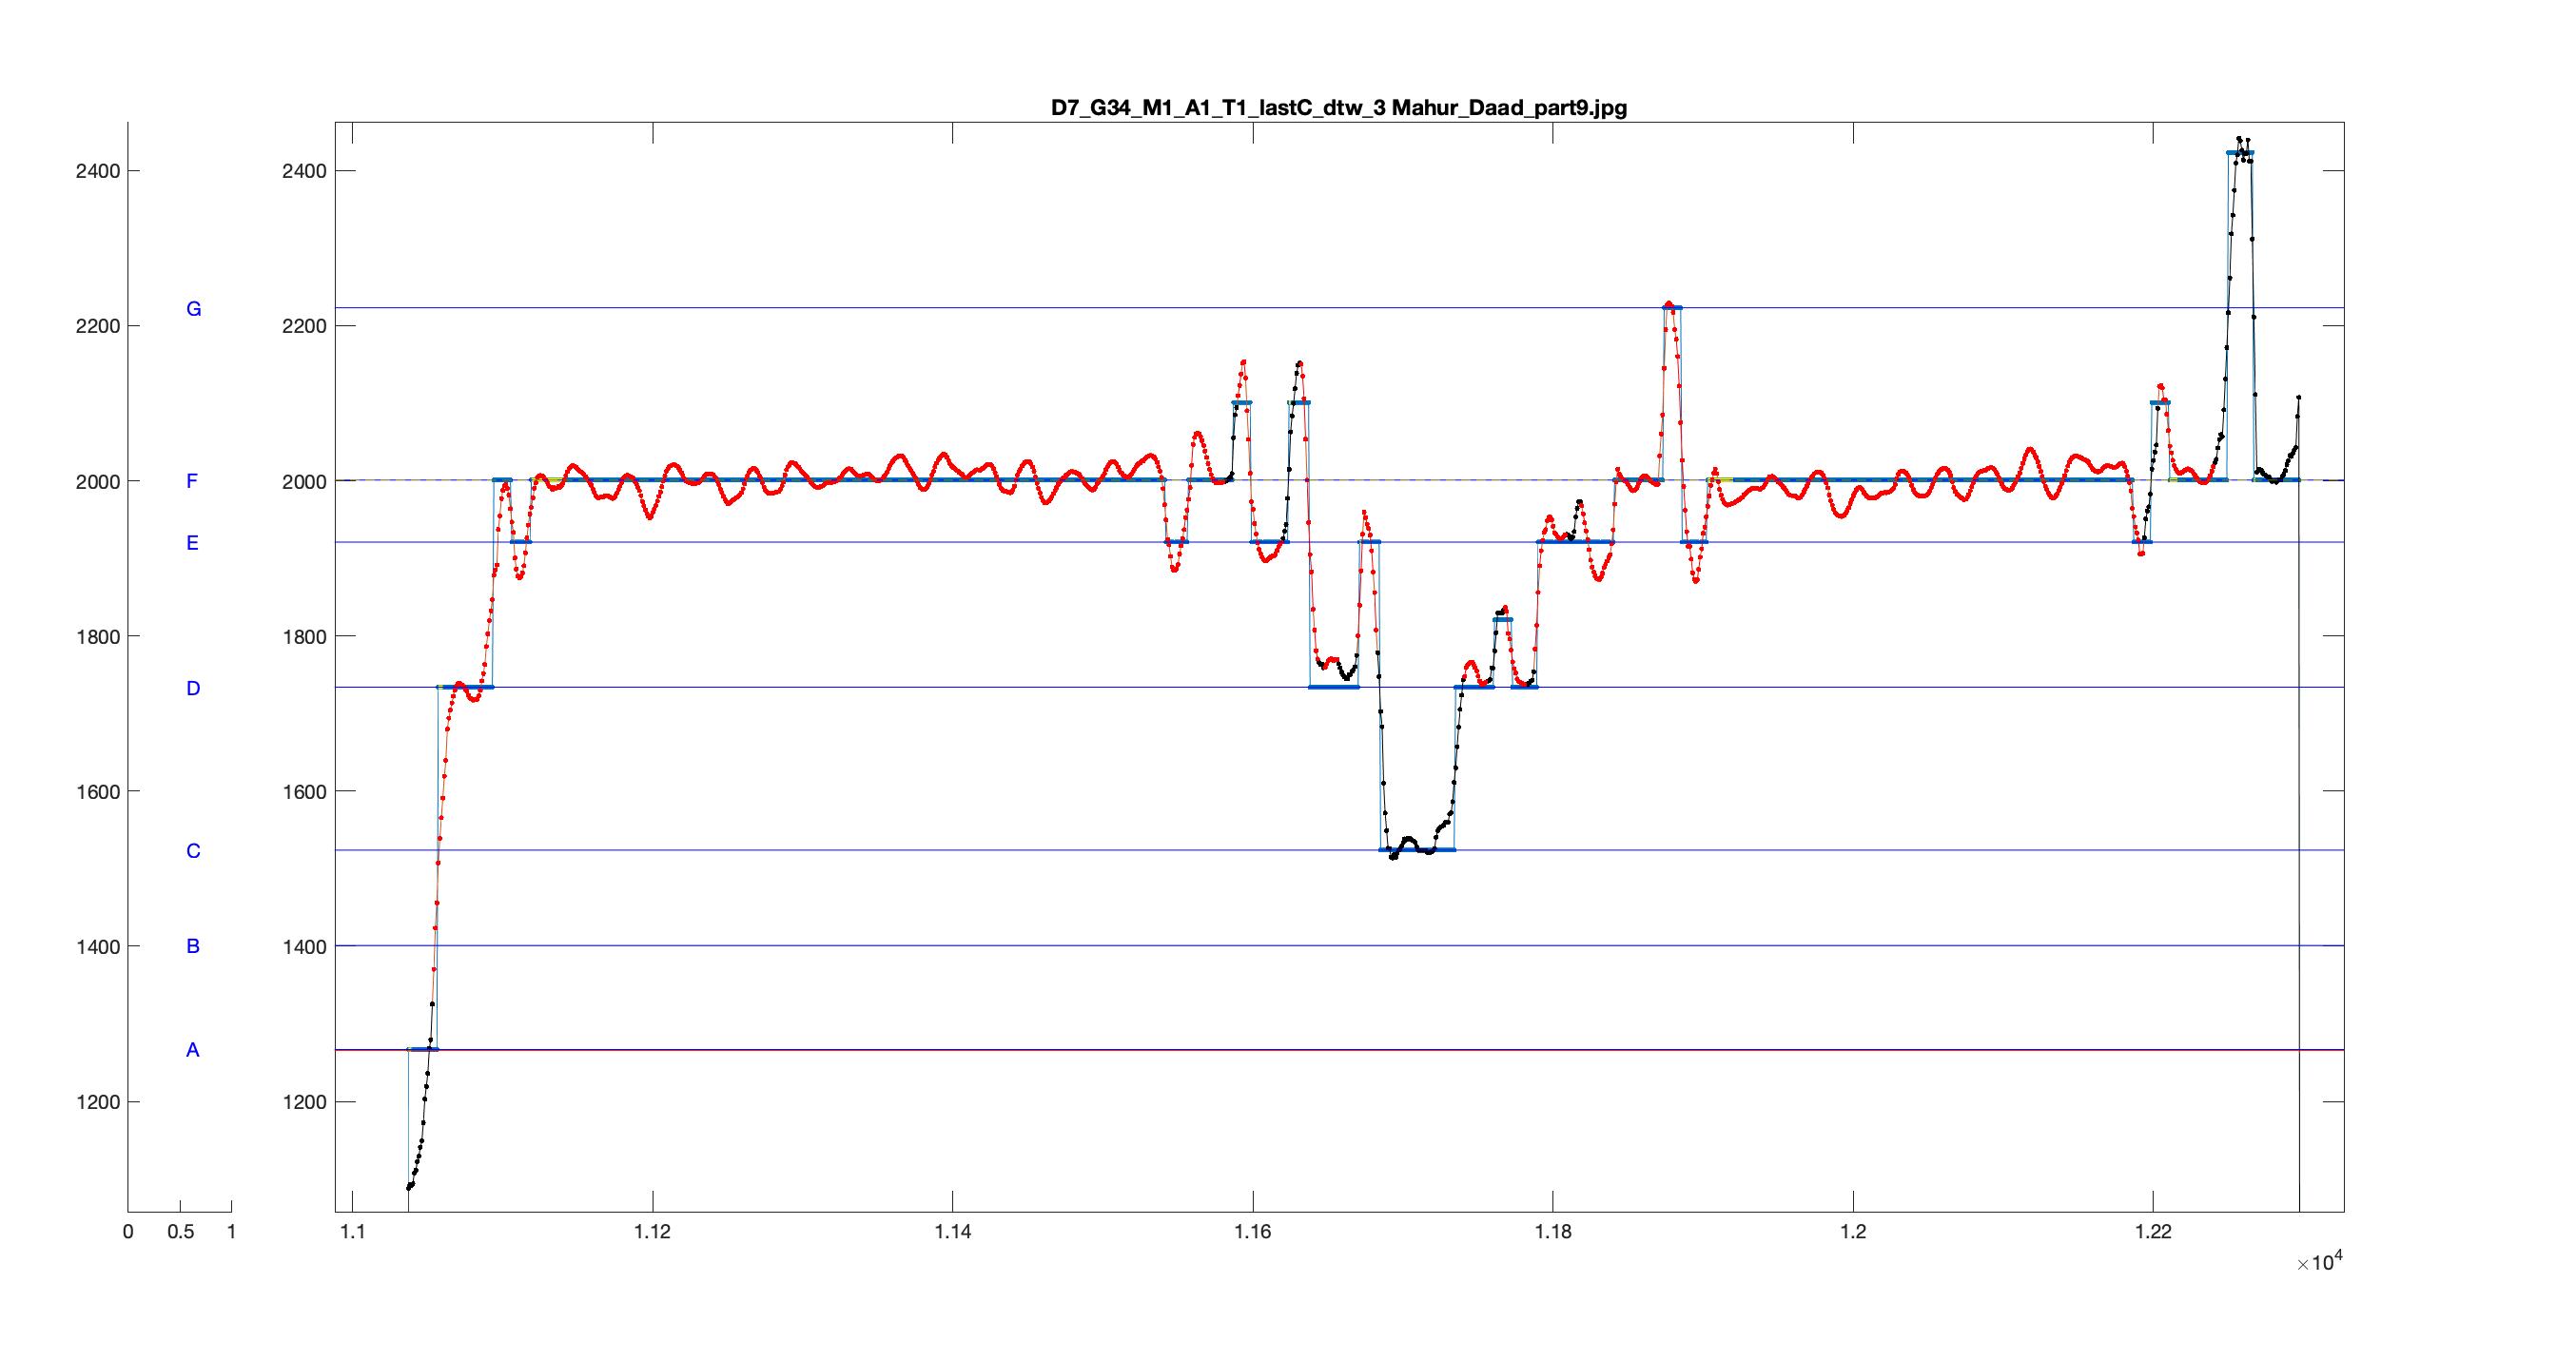 D7_G34_M1_A1_T1_lastC_dtw_3 Mahur_Daad_part9.jpg
2400 2400
G
2200 2200
F
2000 2000
E
1800 1800
D
1600 1600
C
1400 B 1400
A
1200 1200
0 0.5 1 1.1 1.12 1.14 1.16 1.18 1.2 1.22
×10⁴